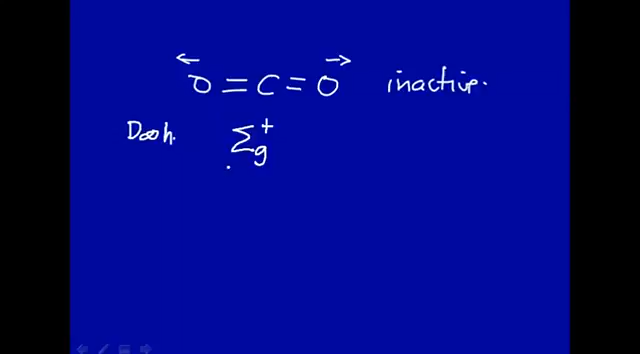 O = C = O inactive.
D∞h. Σg+